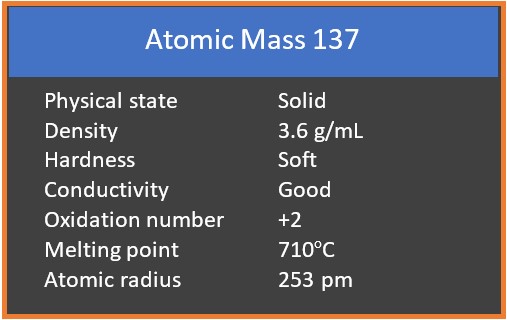 Atomic Mass 137
Physical state Solid
Density 3.6 g/mL
Hardness Soft
Conductivity Good
Oxidation number +2
Melting point 710°C
Atomic radius 253 pm